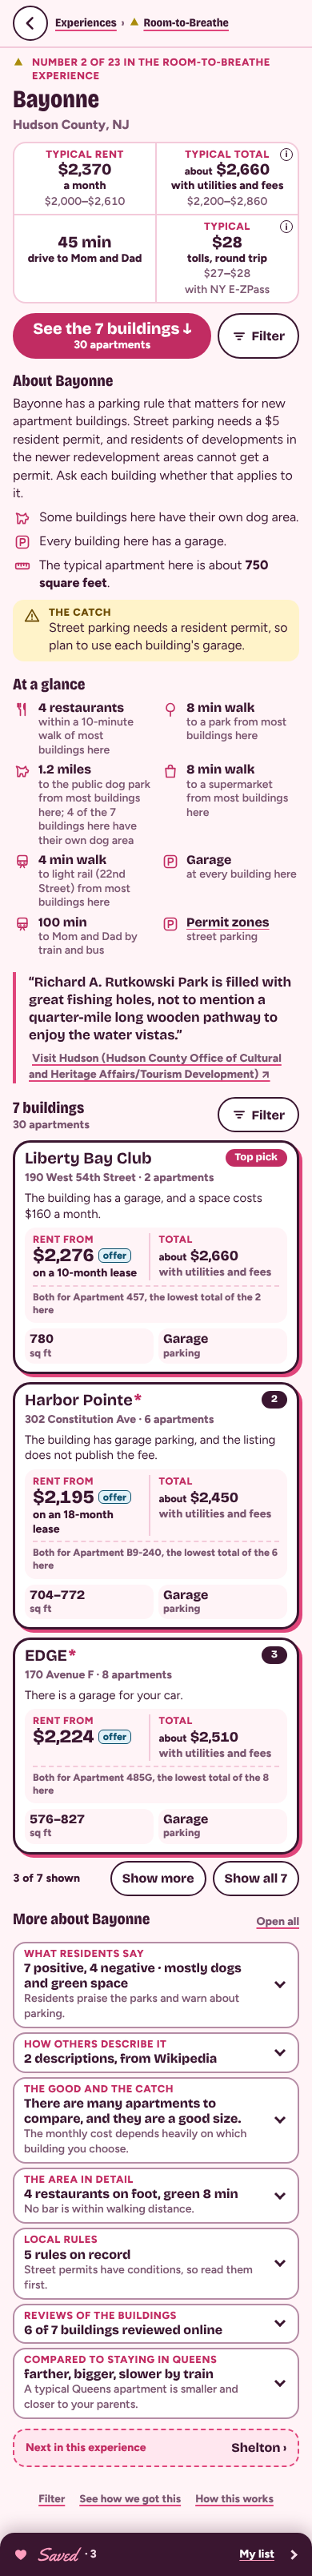 Experiences › Room-to-Breathe
NUMBER 2 OF 23 IN THE ROOM-TO-BREATHE
EXPERIENCE
Bayonne
Hudson County, NJ
TYPICAL RENT
$2,370
a month
$2,000–$2,610
TYPICAL TOTAL
about $2,660
with utilities and fees
$2,200–$2,860
45 min
drive to Mom and Dad
TYPICAL
$28
tolls, round trip
$27–$28
with NY E-ZPass
See the 7 buildings ↓
30 apartments
Filter
About Bayonne
Bayonne has a parking rule that matters for new
apartment buildings. Street parking needs a $5
resident permit, and residents of developments in
the newer redevelopment areas cannot get a
permit. Ask each building whether that applies to
it.
Some buildings here have their own dog area.
Every building here has a garage.
The typical apartment here is about 750
square feet.
THE CATCH
Street parking needs a resident permit, so
plan to use each building's garage.
At a glance
4 restaurants
within a 10-minute
walk of most
buildings here
8 min walk
to a park from most
buildings here
1.2 miles
to the public dog park
from most buildings
here; 4 of the 7
buildings here have
their own dog area
8 min walk
to a supermarket
from most buildings
here
4 min walk
to light rail (22nd
Street) from most
buildings here
Garage
at every building here
100 min
to Mom and Dad by
train and bus
Permit zones
street parking
“Richard A. Rutkowski Park is filled with
great fishing holes, not to mention a
quarter-mile long wooden pathway to
enjoy the water vistas.”
Visit Hudson (Hudson County Office of Cultural
and Heritage Affairs/Tourism Development) ↗
7 buildings
30 apartments
Filter
Liberty Bay Club
Top pick
190 West 54th Street · 2 apartments
The building has a garage, and a space costs
$160 a month.
RENT FROM
$2,276 offer
on a 10-month lease
TOTAL
about $2,660
with utilities and fees
Both for Apartment 457, the lowest total of the 2
here
780
sq ft
Garage
parking
Harbor Pointe*
2
302 Constitution Ave · 6 apartments
The building has garage parking, and the listing
does not publish the fee.
RENT FROM
$2,195 offer
on an 18-month
lease
TOTAL
about $2,450
with utilities and fees
Both for Apartment B9-240, the lowest total of the 6
here
704–772
sq ft
Garage
parking
EDGE*
3
170 Avenue F · 8 apartments
There is a garage for your car.
RENT FROM
$2,224 offer
TOTAL
about $2,510
with utilities and fees
Both for Apartment 485G, the lowest total of the 8
here
576–827
sq ft
Garage
parking
3 of 7 shown
Show more
Show all 7
More about Bayonne
Open all
WHAT RESIDENTS SAY
7 positive, 4 negative · mostly dogs
and green space
Residents praise the parks and warn about
parking.
HOW OTHERS DESCRIBE IT
2 descriptions, from Wikipedia
THE GOOD AND THE CATCH
There are many apartments to
compare, and they are a good size.
The monthly cost depends heavily on which
building you choose.
THE AREA IN DETAIL
4 restaurants on foot, green 8 min
No bar is within walking distance.
LOCAL RULES
5 rules on record
Street permits have conditions, so read them
first.
REVIEWS OF THE BUILDINGS
6 of 7 buildings reviewed online
COMPARED TO STAYING IN QUEENS
farther, bigger, slower by train
A typical Queens apartment is smaller and
closer to your parents.
Next in this experience
Shelton ›
Filter
See how we got this
How this works
Saved · 3
My list